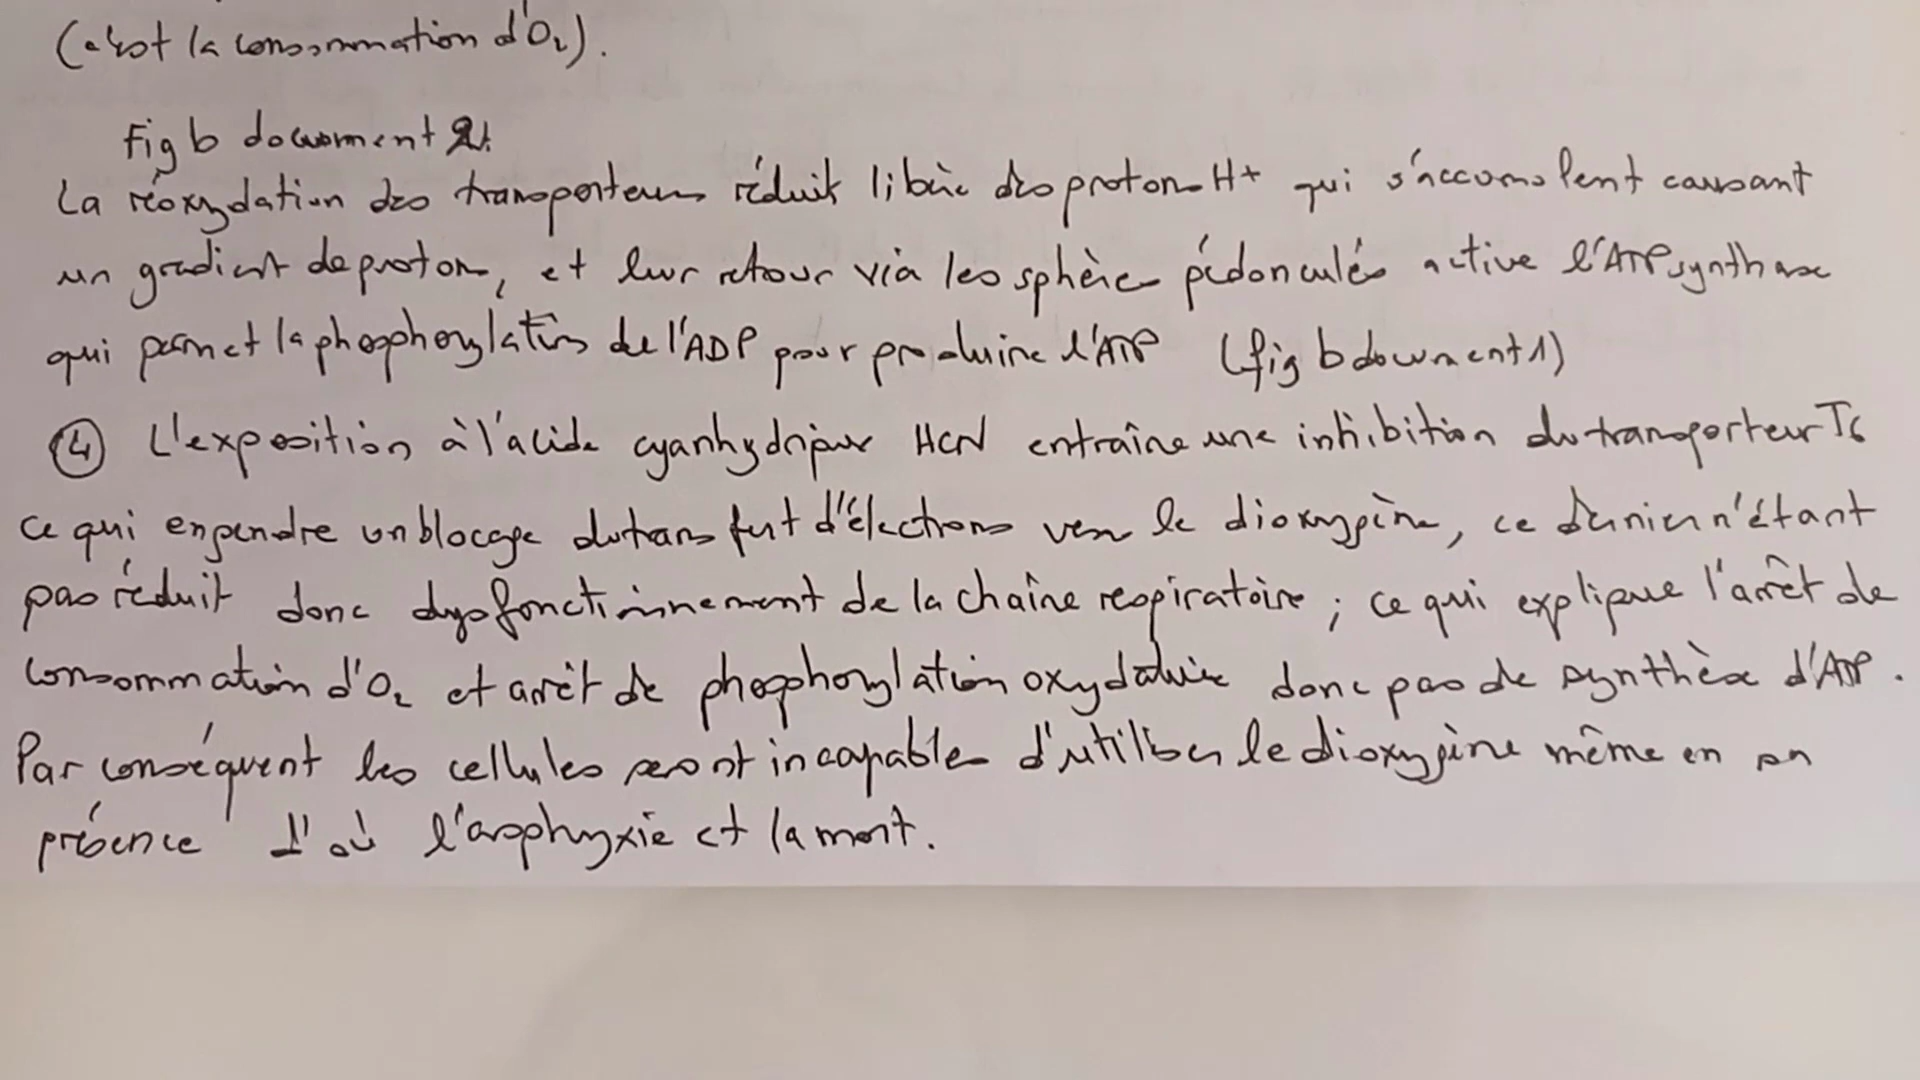 (c'est la consommation d'O₂).
Fig b document 2:
La réoxydation des transporteurs réduit libère des protons H+ qui s'accumulent causant
un gradient de protons, et leur retour via les sphères pédonculés active l'ATP synthase
qui permet la phosphorylation de l'ADP pour produire l'ATP (fig b document 1)
④ L'exposition à l'acide cyanhydrique HCN entraîne une inhibition du transporteur T6
ce qui engendre un blocage du transfert d'électrons vers le dioxygène, ce dernier n'étant
pas réduit donc dysfonctionnement de la chaîne respiratoire ; ce qui explique l'arrêt de
consommation d'O₂ et arrêt de phosphorylation oxydative donc pas de synthèse d'ATP.
Par conséquent les cellules seront incapables d'utiliser le dioxygène même en sa
présence d'où l'asphyxie et la mort.